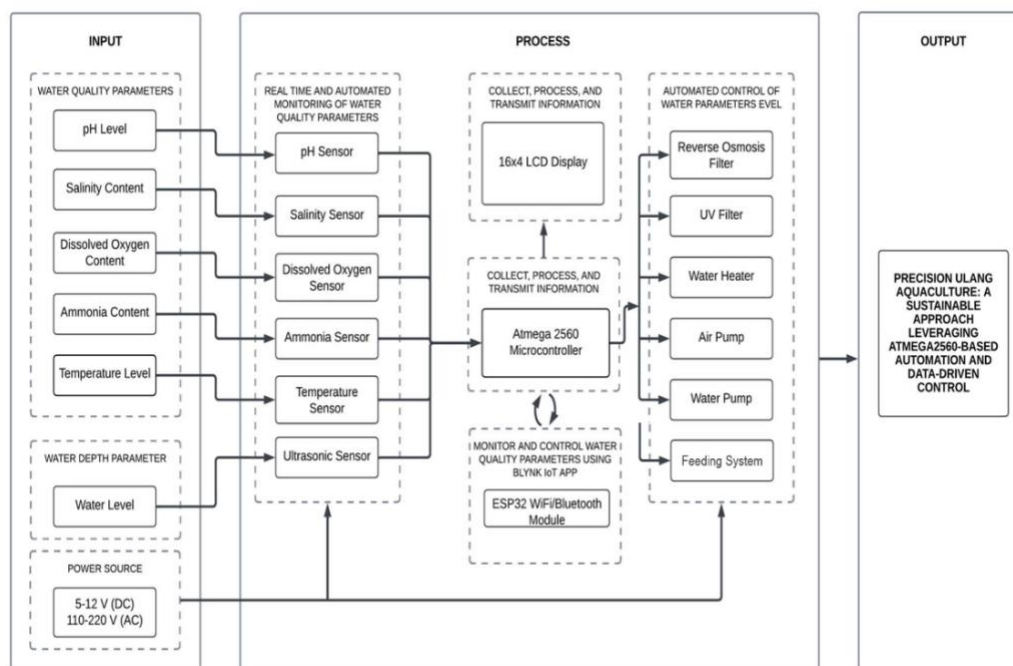 INPUT
WATER QUALITY PARAMETERS
pH Level
Salinity Content
Dissolved Oxygen
Content
Ammonia Content
Temperature Level
WATER DEPTH PARAMETER
Water Level
POWER SOURCE
5-12 V (DC)
110-220 V (AC)
PROCESS
REAL TIME AND AUTOMATED
MONITORING OF WATER
QUALITY PARAMETERS
pH Sensor
Salinity Sensor
Dissolved Oxygen
Sensor
Ammonia Sensor
Temperature
Sensor
Ultrasonic Sensor
COLLECT, PROCESS, AND
TRANSMIT INFORMATION
16x4 LCD Display
COLLECT, PROCESS, AND
TRANSMIT INFORMATION
Atmega 2560
Microcontroller
MONITOR AND CONTROL WATER
QUALITY PARAMETERS USING
BLYNK IoT APP
ESP32 WiFi/Bluetooth
Module
AUTOMATED CONTROL OF
WATER PARAMETERS EVEL
Reverse Osmosis
Filter
UV Filter
Water Heater
Air Pump
Water Pump
Feeding System
OUTPUT
PRECISION ULANG
AQUACULTURE: A
SUSTAINABLE
APPROACH
LEVERAGING
ATMEGA2560-BASED
AUTOMATION AND
DATA-DRIVEN
CONTROL